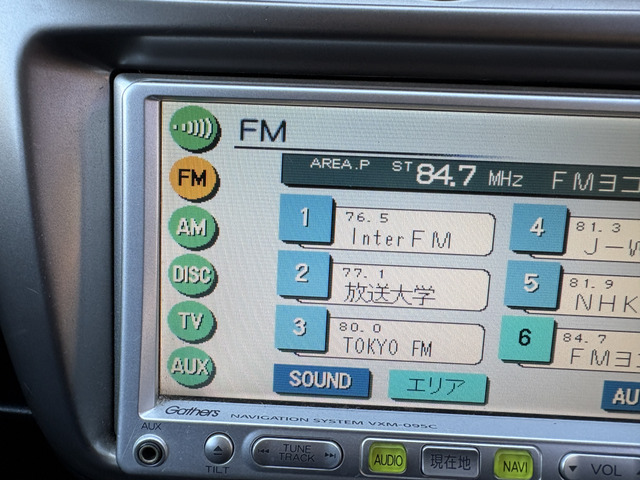 FM
AREA.P ST 84.7 MHz FMヨコ
FM
AM
DISC
TV
AUX
1 76.5 InterFM
2 77.1 放送大学
3 80.0 TOKYO FM
4 81.3 J-W
5 81.9 NHK
6 84.7 FMヨ
SOUND エリア AU
Gathers NAVIGATION SYSTEM VXM-095C
AUX TILT TUNE TRACK AUDIO 現在地 NAVI VOL